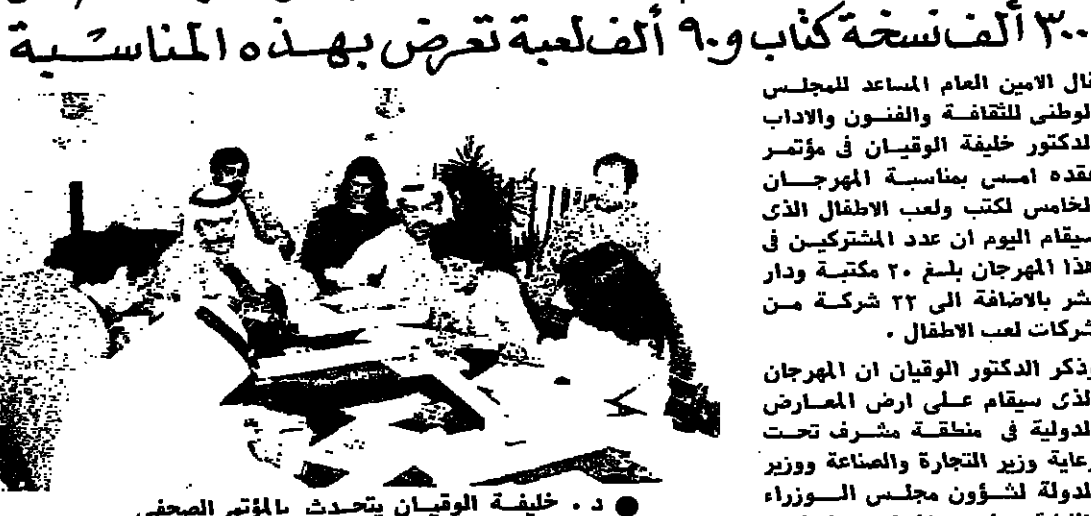 ٣٠٠ ألف نسخة كتاب و٩٠ ألف لعبة تعرض بهذه المناسبة
قال الامين العام المساعد للمجلس
الوطنى للثقافة والفنون والاداب
الدكتور خليفة الوقيان فى مؤتمر
عقده امس بمناسبة المهرجان
الخامس لكتب ولعب الاطفال الذى
سيقام اليوم ان عدد المشتركين فى
هذا المهرجان بلغ ٢٠ مكتبة ودار
نشر بالاضافة الى ٢٢ شركة من
شركات لعب الاطفال .
وذكر الدكتور الوقيان ان المهرجان
الذى سيقام على ارض المعارض
الدولية فى منطقة مشرف تحت
رعاية وزير التجارة والصناعة ووزير
الدولة لشؤون مجلس الوزراء
د . خليفة الوقيان يتحدث بالمؤتمر الصحفى